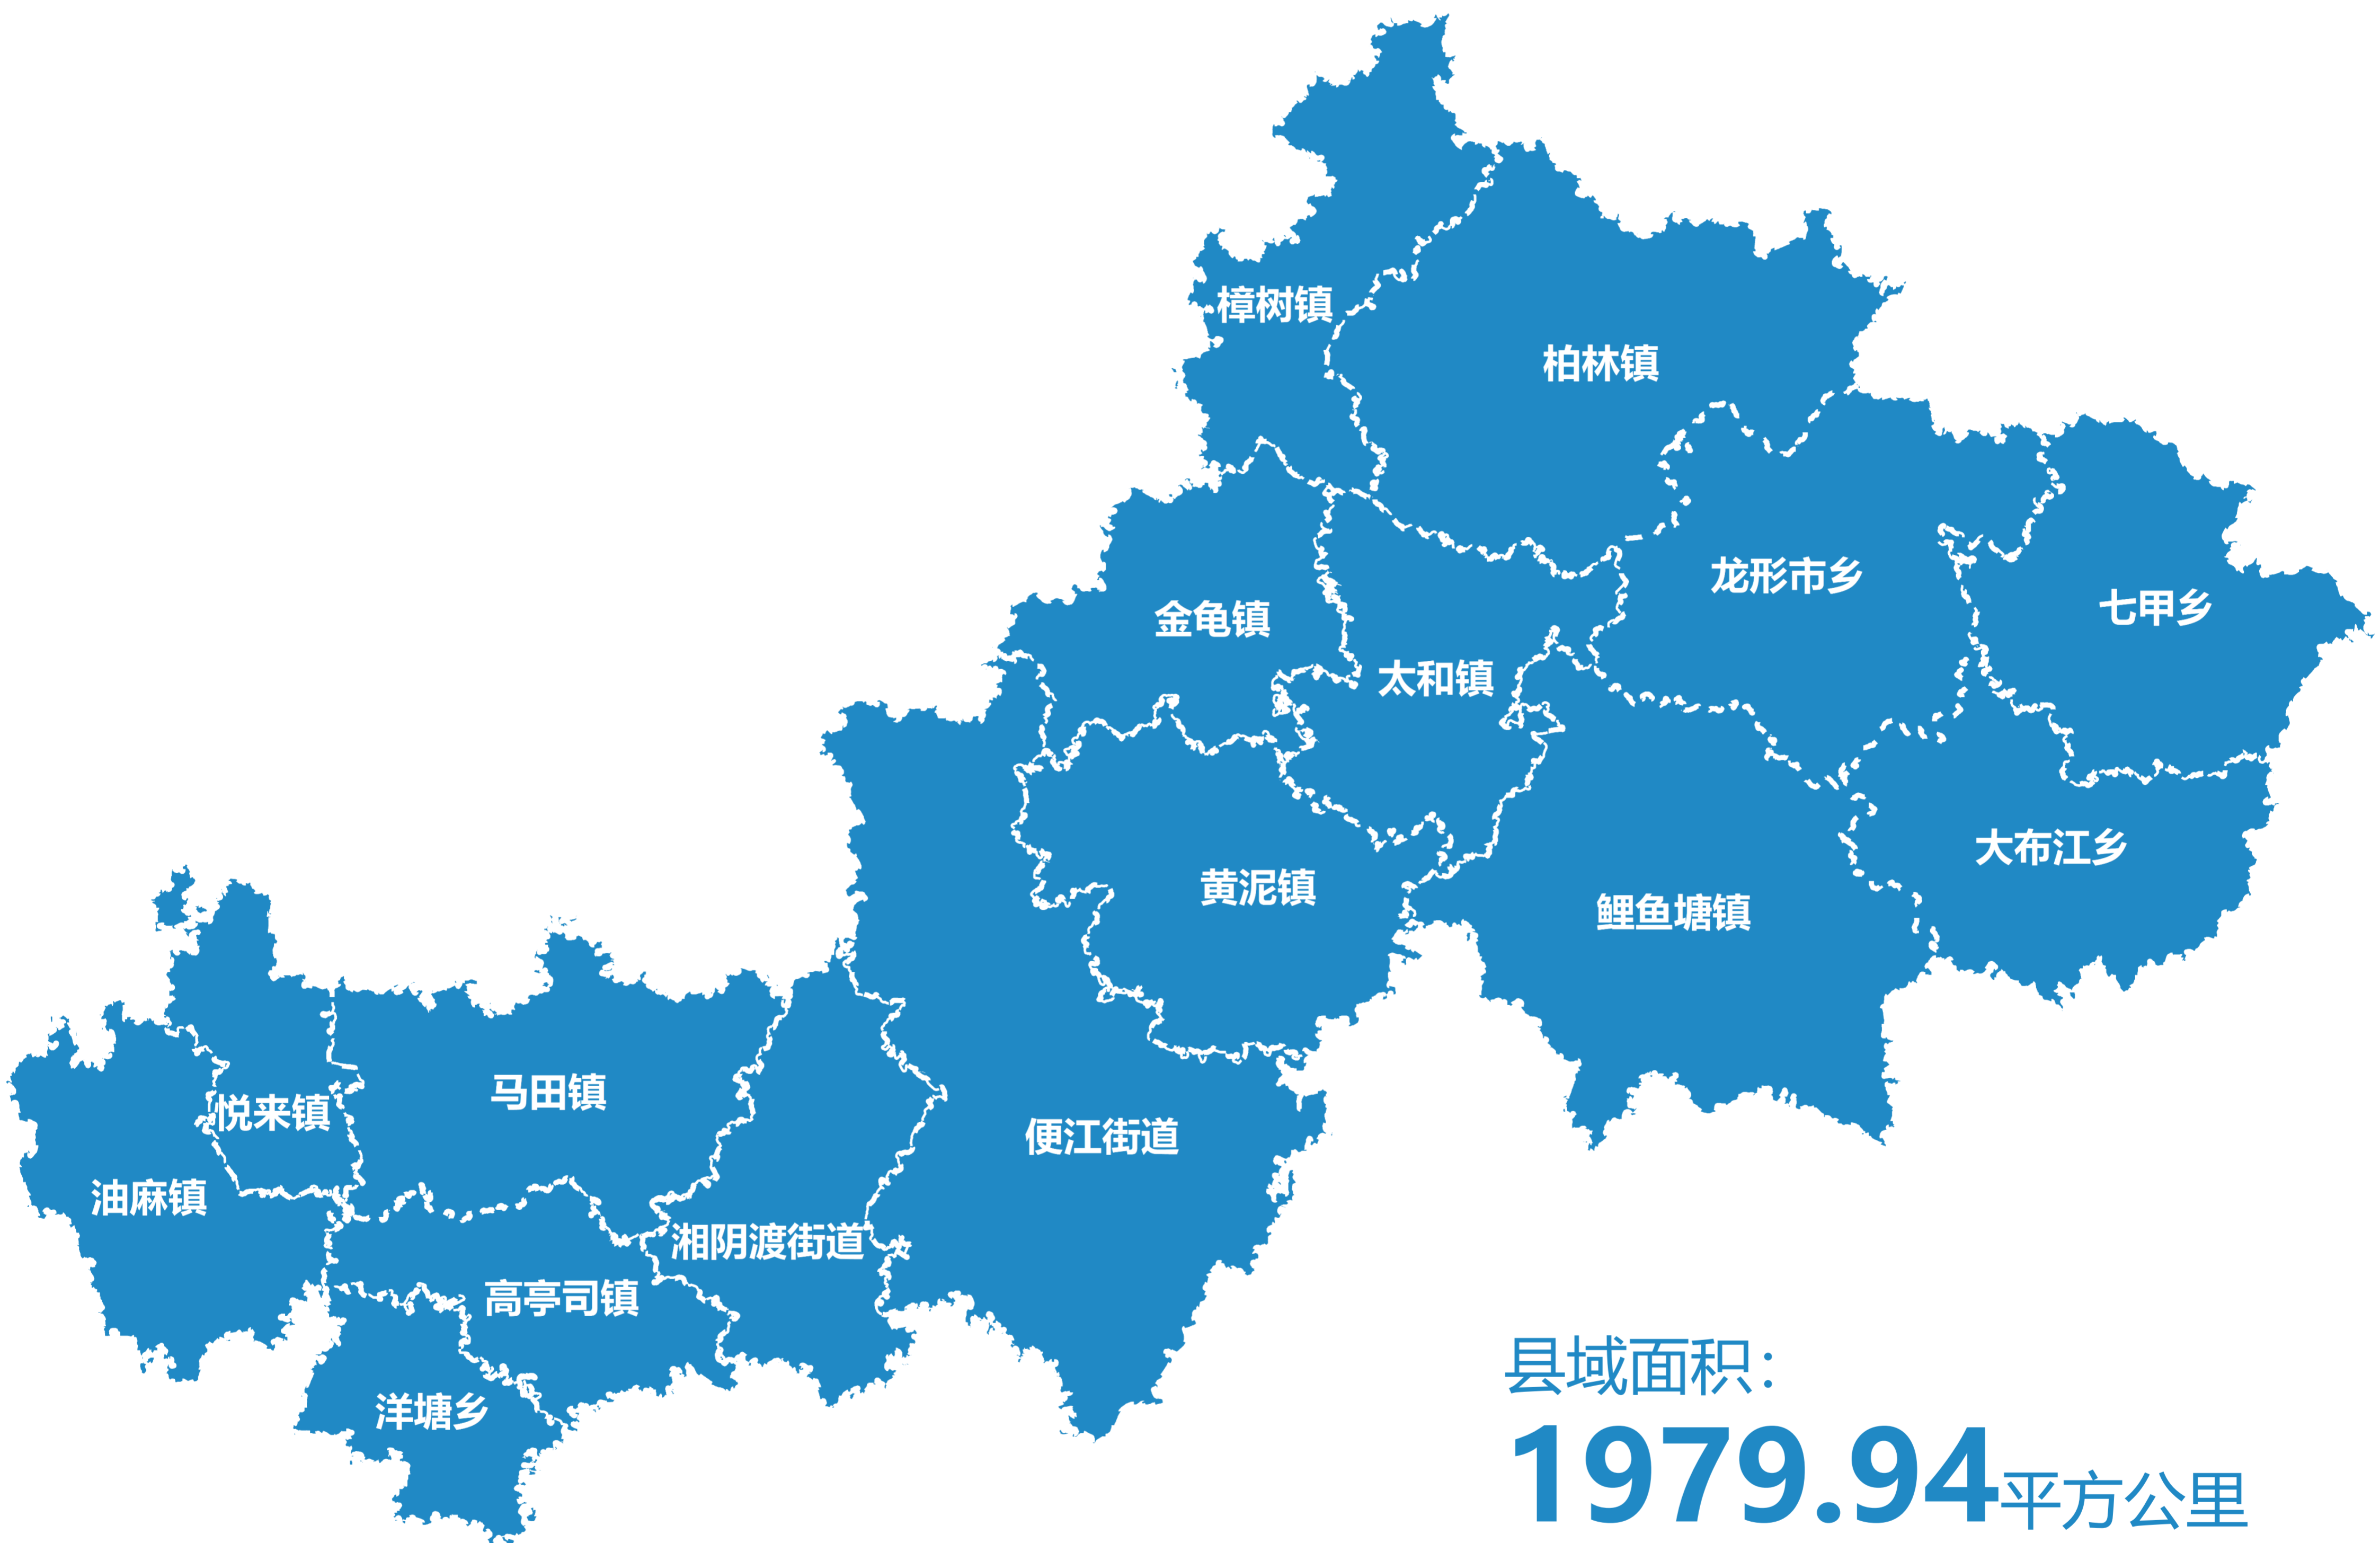 樟树镇
柏林镇
龙形市乡
七甲乡
金龟镇
太和镇
大布江乡
黄泥镇
鲤鱼塘镇
马田镇
悦来镇
便江街道
油麻镇
湘阴渡街道
高亭司镇
洋塘乡
县域面积：
1979.94平方公里